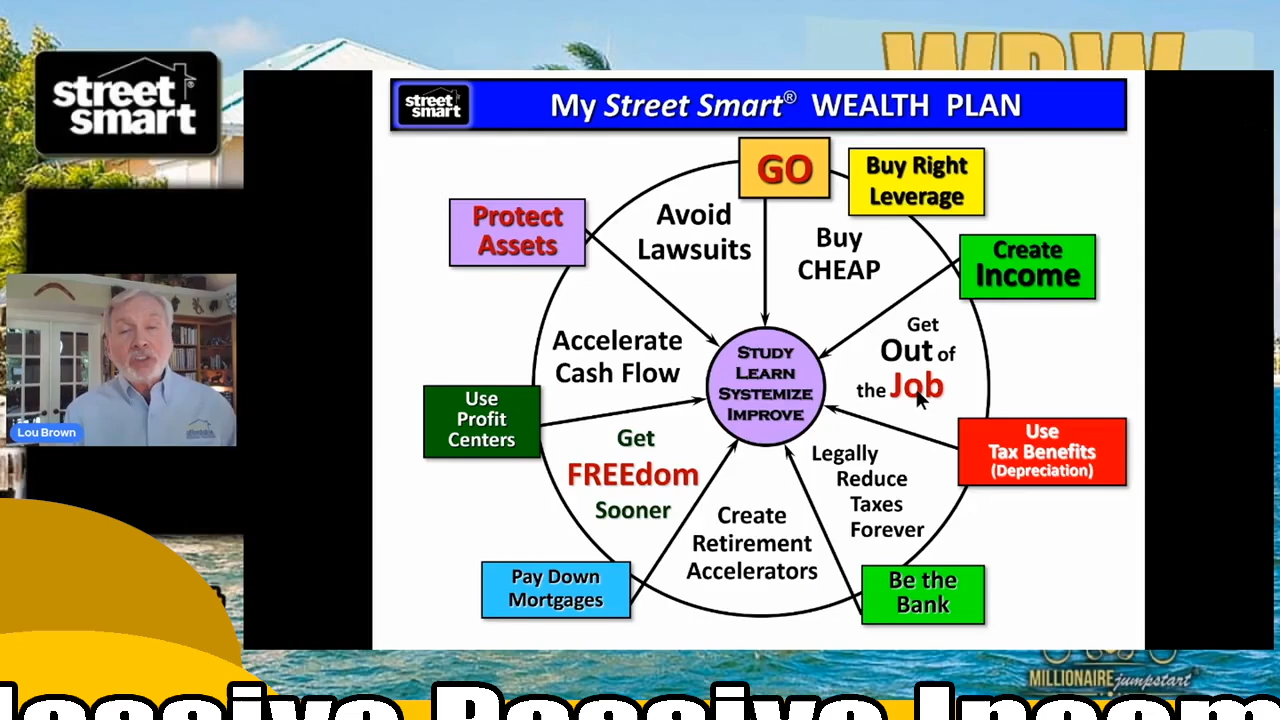 street
smart
street
smart
My Street Smart® WEALTH PLAN
GO
Buy Right
Leverage
Protect
Assets
Avoid
Lawsuits
Buy
CHEAP
Create
Income
Accelerate
Cash Flow
STUDY
LEARN
SYSTEMIZE
IMPROVE
Get
Out of
the Job
Use
Profit
Centers
Get
FREEdom
Sooner
Use
Tax Benefits
(Depreciation)
Legally
Reduce
Taxes
Forever
Create
Retirement
Accelerators
Pay Down
Mortgages
Be the
Bank
Lou Brown
MILLIONAIRE jumpstart